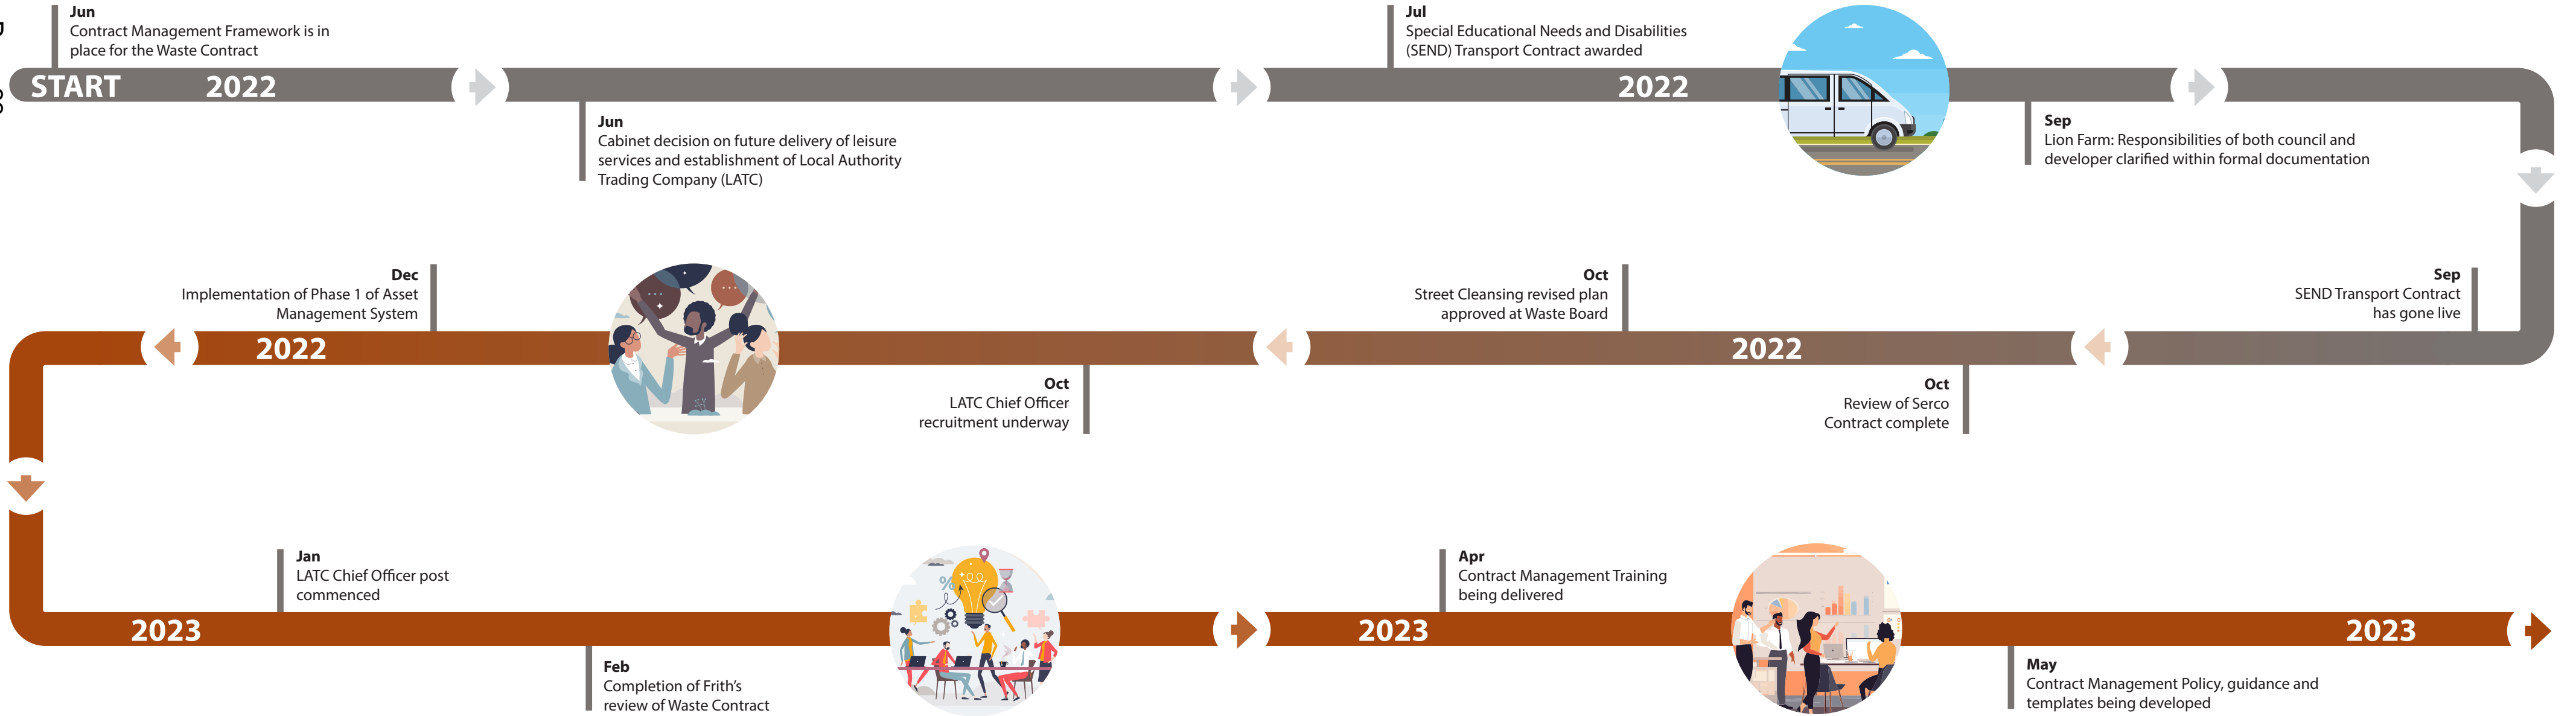 Jun
Contract Management Framework is in
place for the Waste Contract
START 2022
Jun
Cabinet decision on future delivery of leisure
services and establishment of Local Authority
Trading Company (LATC)
Jul
Special Educational Needs and Disabilities
(SEND) Transport Contract awarded
2022
Sep
Lion Farm: Responsibilities of both council and
developer clarified within formal documentation
Sep
SEND Transport Contract
has gone live
Oct
Review of Serco
Contract complete
2022
Oct
Street Cleansing revised plan
approved at Waste Board
Oct
LATC Chief Officer
recruitment underway
Dec
Implementation of Phase 1 of Asset
Management System
2022
2023
Jan
LATC Chief Officer post
commenced
Feb
Completion of Frith’s
review of Waste Contract
%
2023
Apr
Contract Management Training
being delivered
May
Contract Management Policy, guidance and
templates being developed
2023